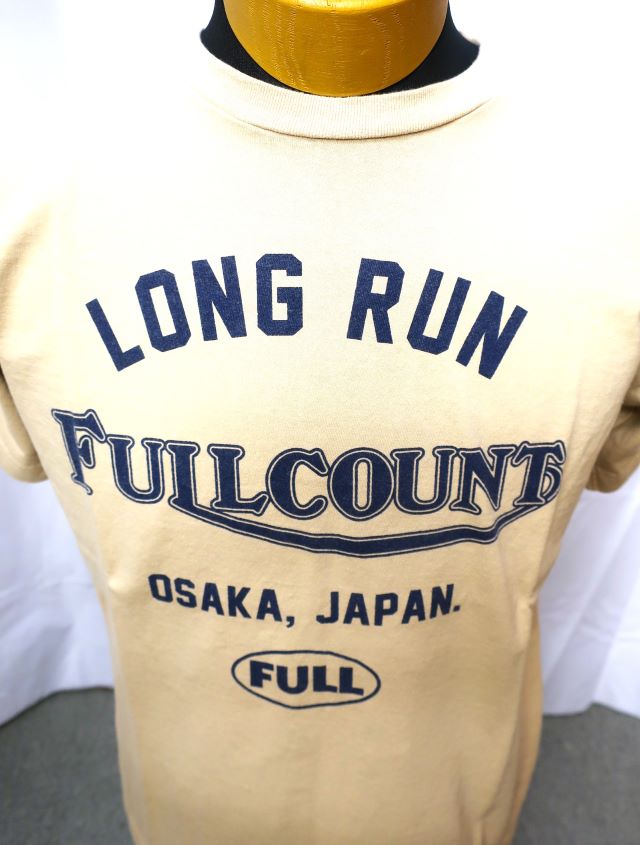 LONG RUN
FULLCOUNT
OSAKA, JAPAN.
FULL